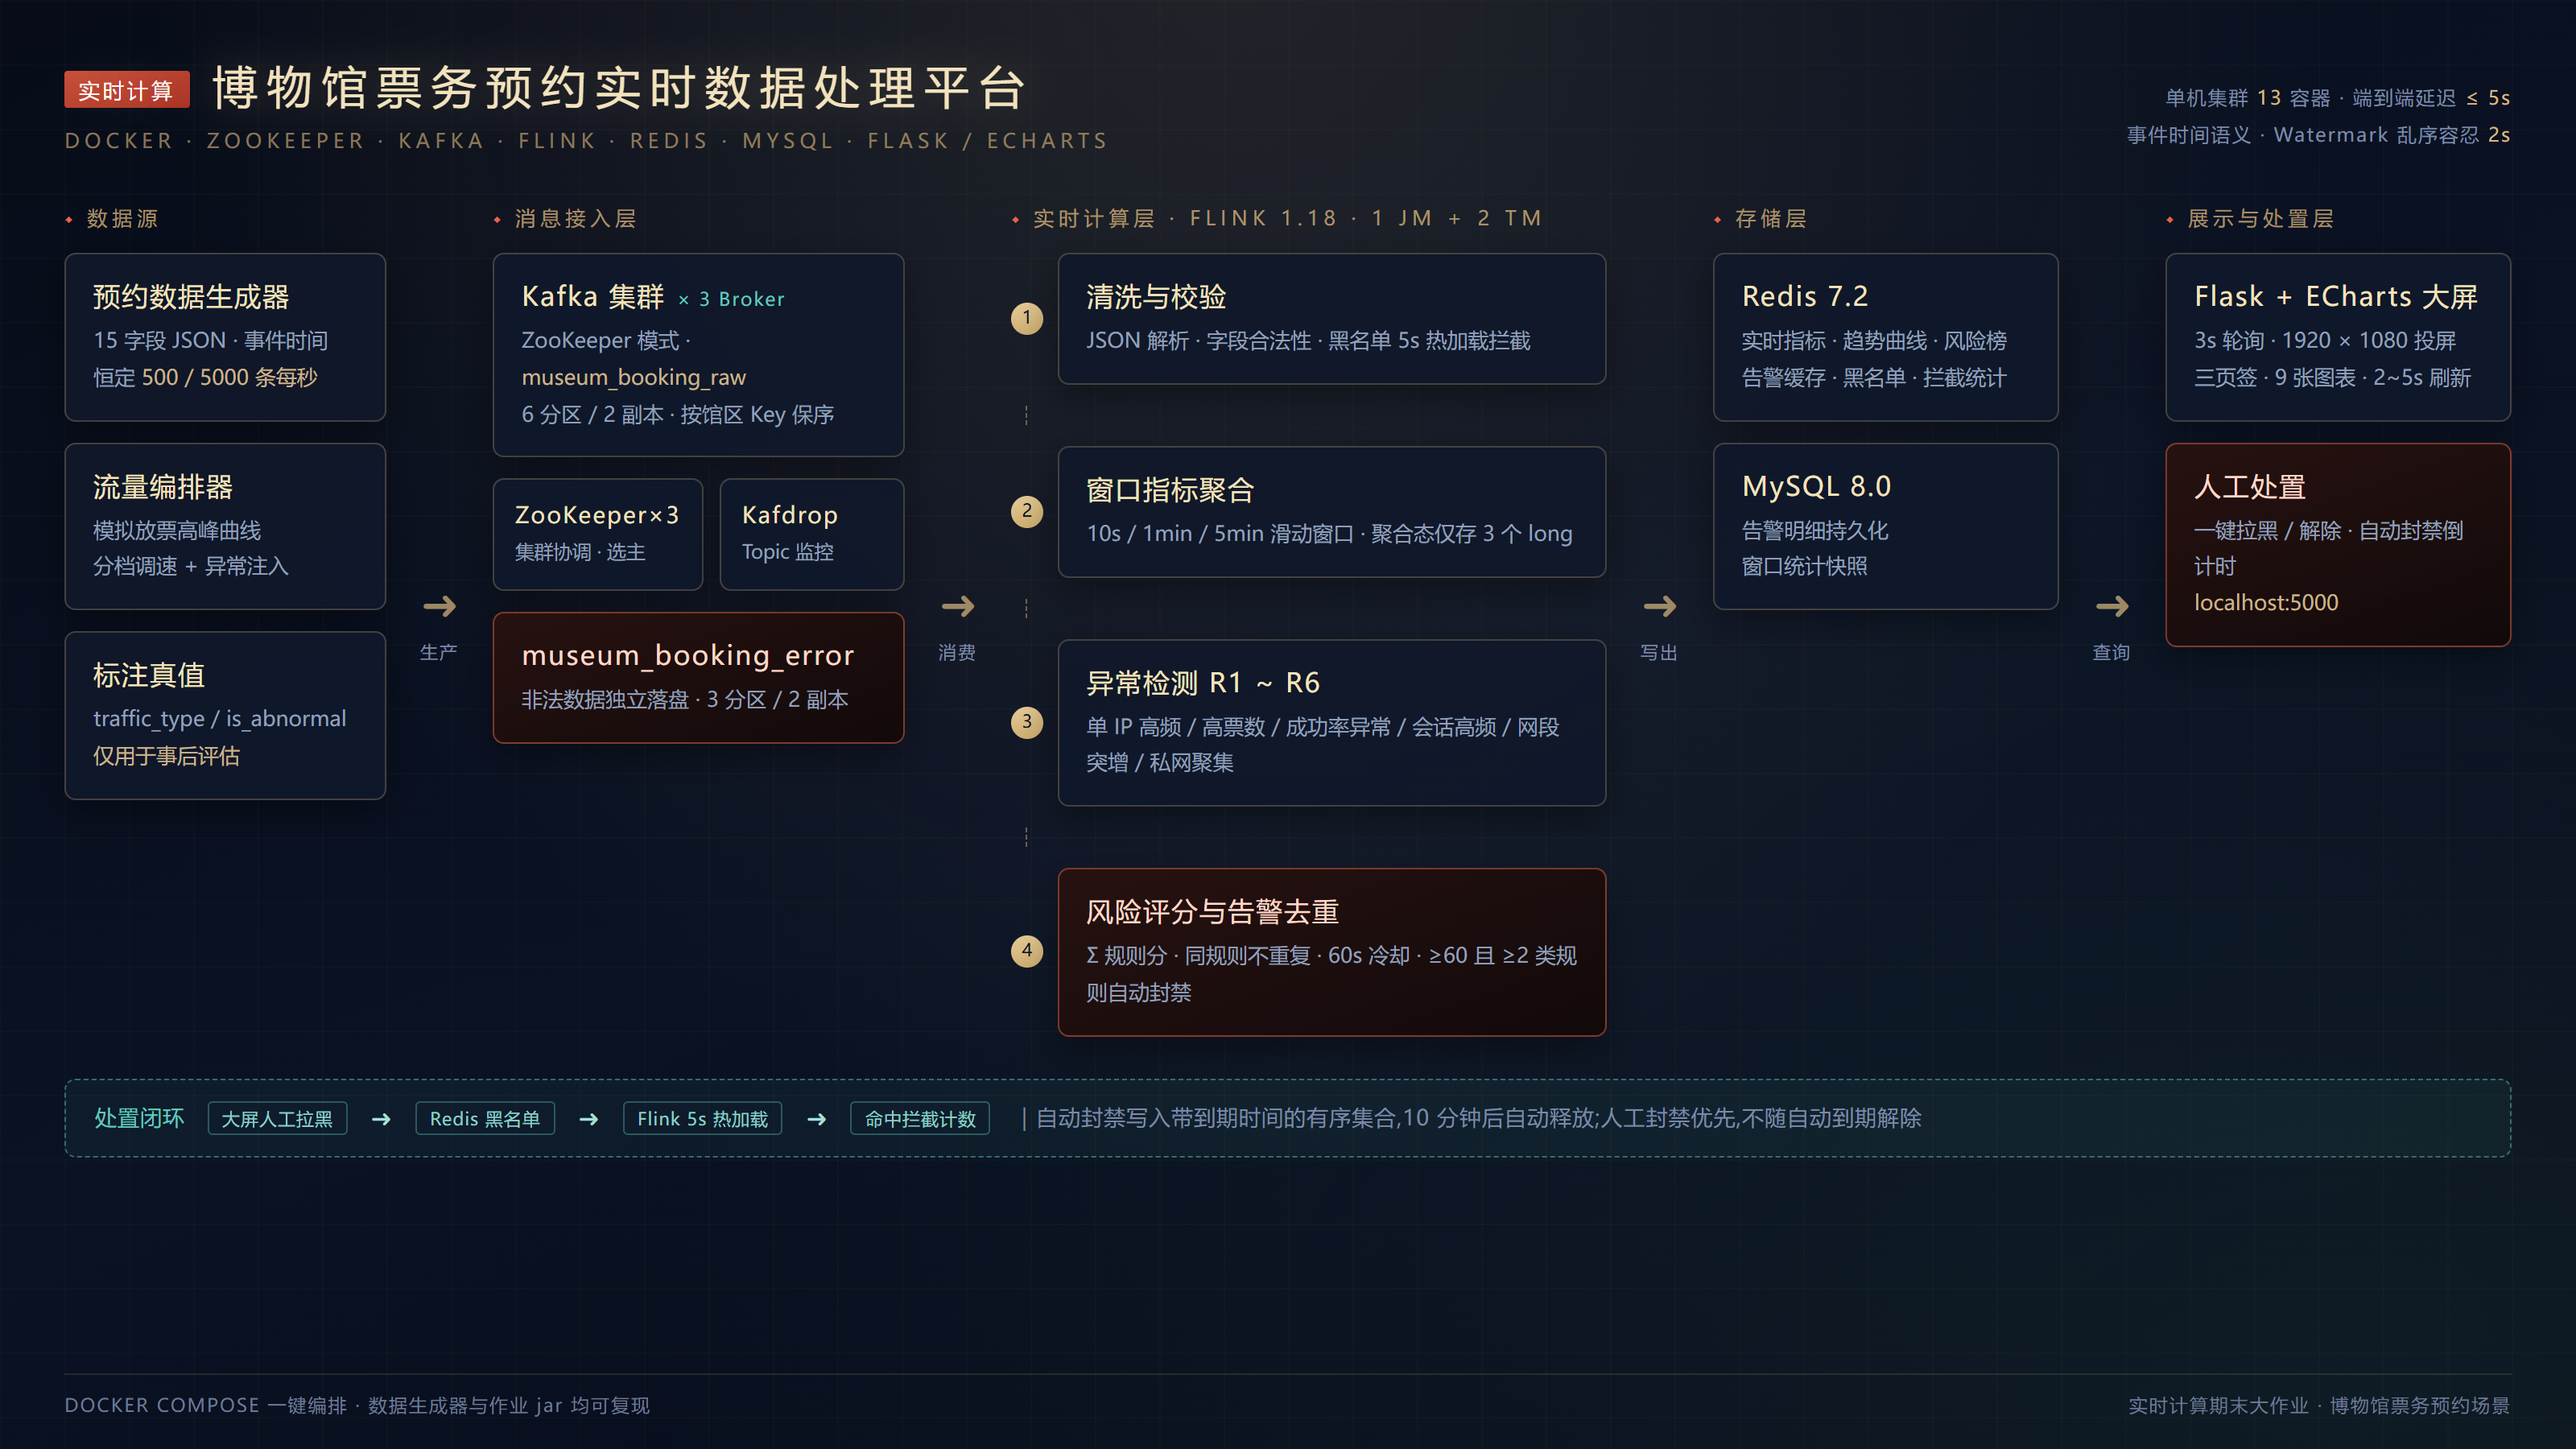 实时计算 博物馆票务预约实时数据处理平台
DOCKER · ZOOKEEPER · KAFKA · FLINK · REDIS · MYSQL · FLASK / ECHARTS
单机集群 13 容器 · 端到端延迟 ≤ 5s
事件时间语义 · Watermark 乱序容忍 2s
数据源
预约数据生成器
15 字段 JSON · 事件时间
恒定 500 / 5000 条每秒
流量编排器
模拟放票高峰曲线
分档调速 + 异常注入
标注真值
traffic_type / is_abnormal
仅用于事后评估
→
生产
消息接入层
Kafka 集群 × 3 Broker
ZooKeeper 模式 ·
museum_booking_raw
6 分区 / 2 副本 · 按馆区 Key 保序
ZooKeeper×3
集群协调 · 选主
Kafdrop
Topic 监控
museum_booking_error
非法数据独立落盘 · 3 分区 / 2 副本
→
消费
实时计算层 · FLINK 1.18 · 1 JM + 2 TM
1
清洗与校验
JSON 解析 · 字段合法性 · 黑名单 5s 热加载拦截
2
窗口指标聚合
10s / 1min / 5min 滑动窗口 · 聚合态仅存 3 个 long
3
异常检测 R1 ~ R6
单 IP 高频 / 高票数 / 成功率异常 / 会话高频 / 网段
突增 / 私网聚集
4
风险评分与告警去重
Σ 规则分 · 同规则不重复 · 60s 冷却 · ≥60 且 ≥2 类规
则自动封禁
→
写出
存储层
Redis 7.2
实时指标 · 趋势曲线 · 风险榜
告警缓存 · 黑名单 · 拦截统计
MySQL 8.0
告警明细持久化
窗口统计快照
→
查询
展示与处置层
Flask + ECharts 大屏
3s 轮询 · 1920 × 1080 投屏
三页签 · 9 张图表 · 2~5s 刷新
人工处置
一键拉黑 / 解除 · 自动封禁倒
计时
localhost:5000
处置闭环 大屏人工拉黑 → Redis 黑名单 → Flink 5s 热加载 → 命中拦截计数 | 自动封禁写入带到期时间的有序集合,10 分钟后自动释放;人工封禁优先,不随自动到期解除
DOCKER COMPOSE 一键编排 · 数据生成器与作业 jar 均可复现
实时计算期末大作业 · 博物馆票务预约场景